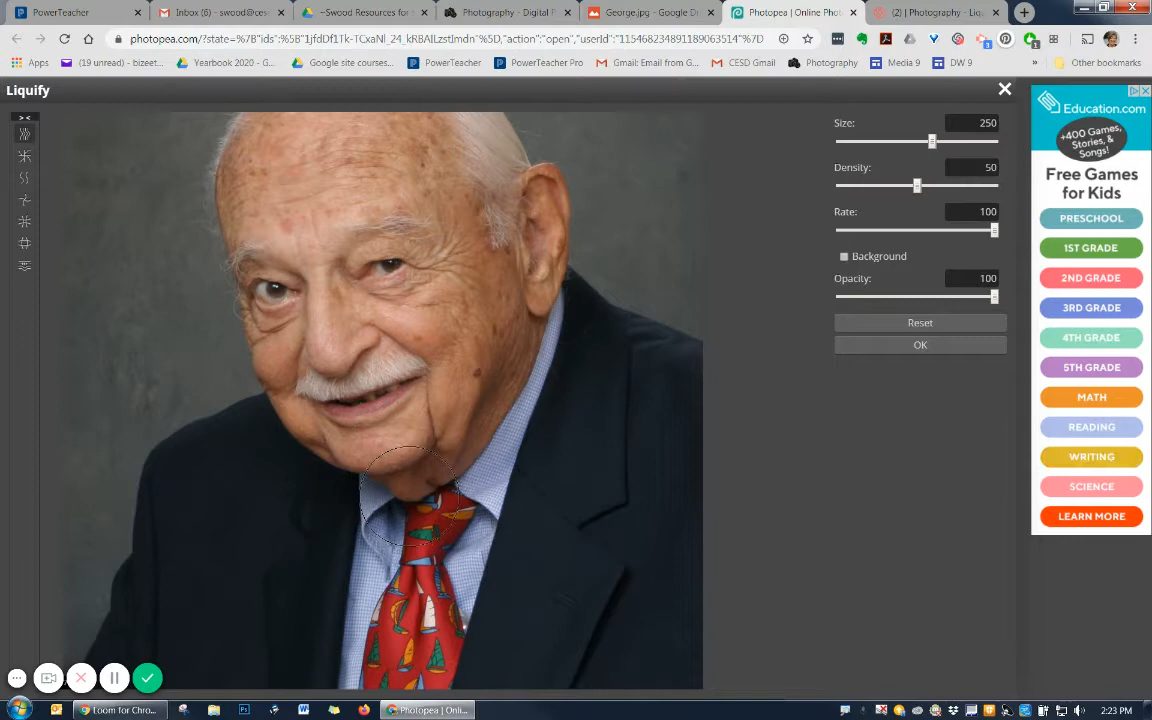 PowerTeacher
Inbox (6) - swood@ces
~Swood Resources for
Photography - Digital P
George.jpg - Google Dr
Photopea | Online Phot
(2) | Photography - Liqu
photopea.com/?state=%7B"ids":%5B"1jfdDf1Tk-TCxaNl_24_kRBAlLzstJmdn"%5D,"action":"open","userId":"115468234891189063514"%7D
Apps
(19 unread) - bizeet...
Yearbook 2020 - G...
Google site courses...
PowerTeacher
PowerTeacher Pro
Gmail: Email from G...
CESD Gmail
Photography
Media 9
DW 9
»
Other bookmarks
Liquify
> <
Size: 250
Density: 50
Rate: 100
Background
Opacity: 100
Reset
OK
Education.com
+400 Games,
Stories, &
Songs!
Free Games
for Kids
PRESCHOOL
1ST GRADE
2ND GRADE
3RD GRADE
4TH GRADE
5TH GRADE
MATH
READING
WRITING
SCIENCE
LEARN MORE
Loom for Chro...
Photopea | Onli...
2:23 PM